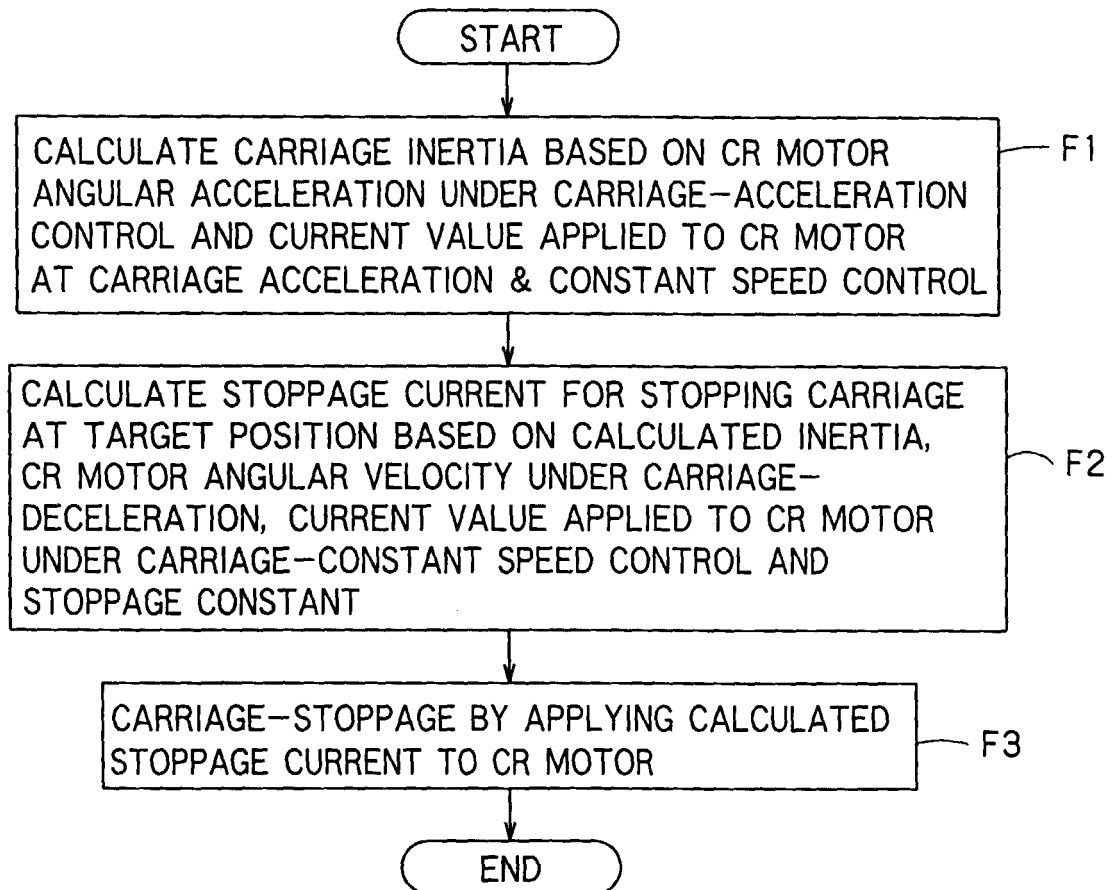 START
CALCULATE CARRIAGE INERTIA BASED ON CR MOTOR
ANGULAR ACCELERATION UNDER CARRIAGE-ACCELERATION
CONTROL AND CURRENT VALUE APPLIED TO CR MOTOR
AT CARRIAGE ACCELERATION & CONSTANT SPEED CONTROL
F1
CALCULATE STOPPAGE CURRENT FOR STOPPING CARRIAGE
AT TARGET POSITION BASED ON CALCULATED INERTIA,
CR MOTOR ANGULAR VELOCITY UNDER CARRIAGE-
DECELERATION, CURRENT VALUE APPLIED TO CR MOTOR
UNDER CARRIAGE-CONSTANT SPEED CONTROL AND
STOPPAGE CONSTANT
F2
CARRIAGE-STOPPAGE BY APPLYING CALCULATED
STOPPAGE CURRENT TO CR MOTOR
F3
END